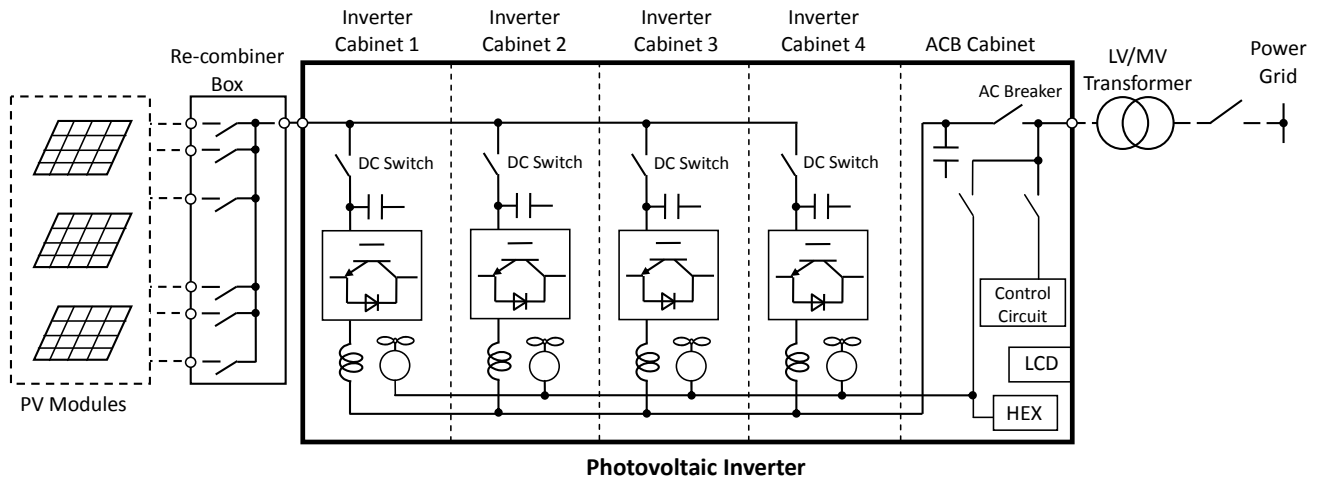 Inverter
Cabinet 1
Inverter
Cabinet 2
Inverter
Cabinet 3
Inverter
Cabinet 4
ACB Cabinet
Re-combiner
Box
LV/MV
Transformer
Power
Grid
AC Breaker
DC Switch
DC Switch
DC Switch
DC Switch
Control
Circuit
LCD
HEX
PV Modules
Photovoltaic Inverter